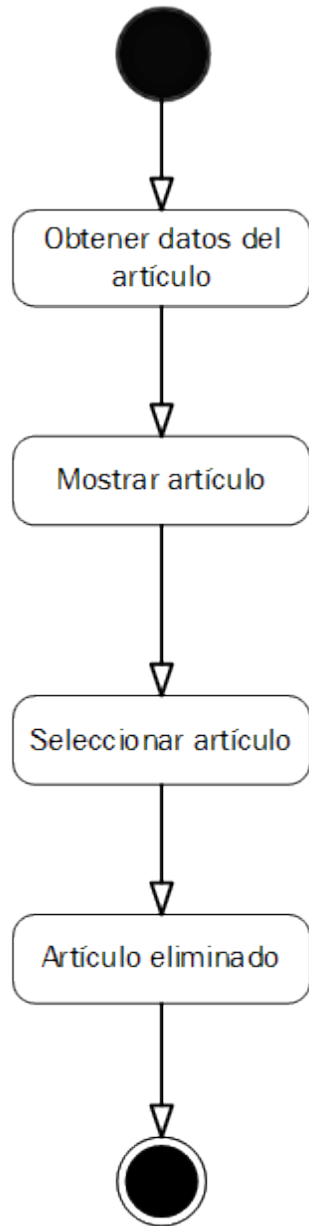 Obtener datos del
artículo
Mostrar artículo
Seleccionar artículo
Artículo eliminado